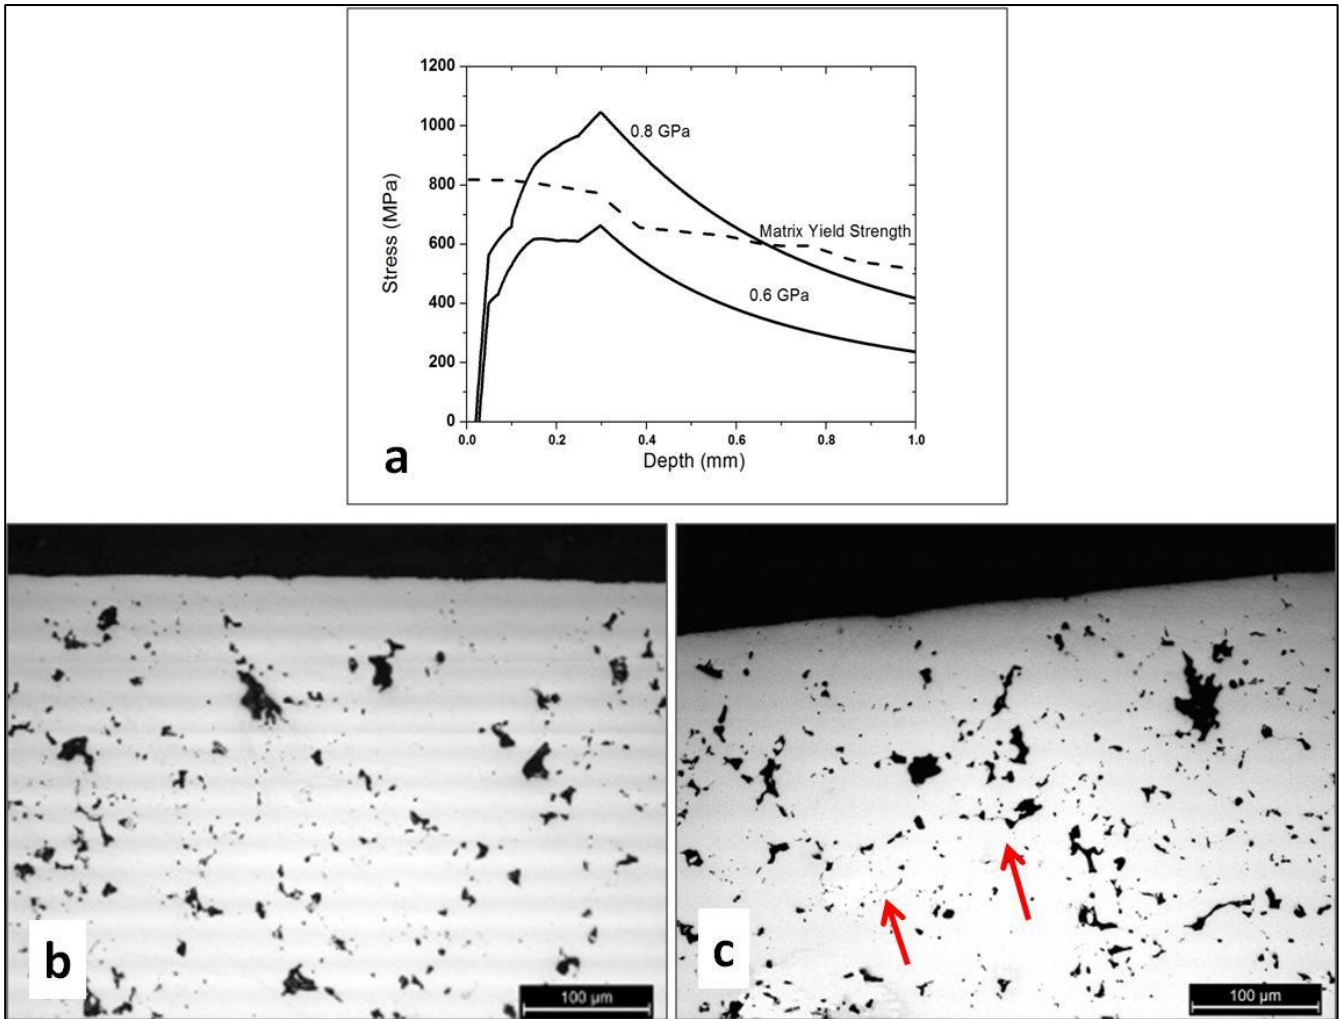 1200
1000
800
600
400
200
0
Stress (MPa)
0.8 GPa
Matrix Yield Strength
0.6 GPa
0.0 0.2 0.4 0.6 0.8 1.0
Depth (mm)
a
b
100 µm
c
100 µm